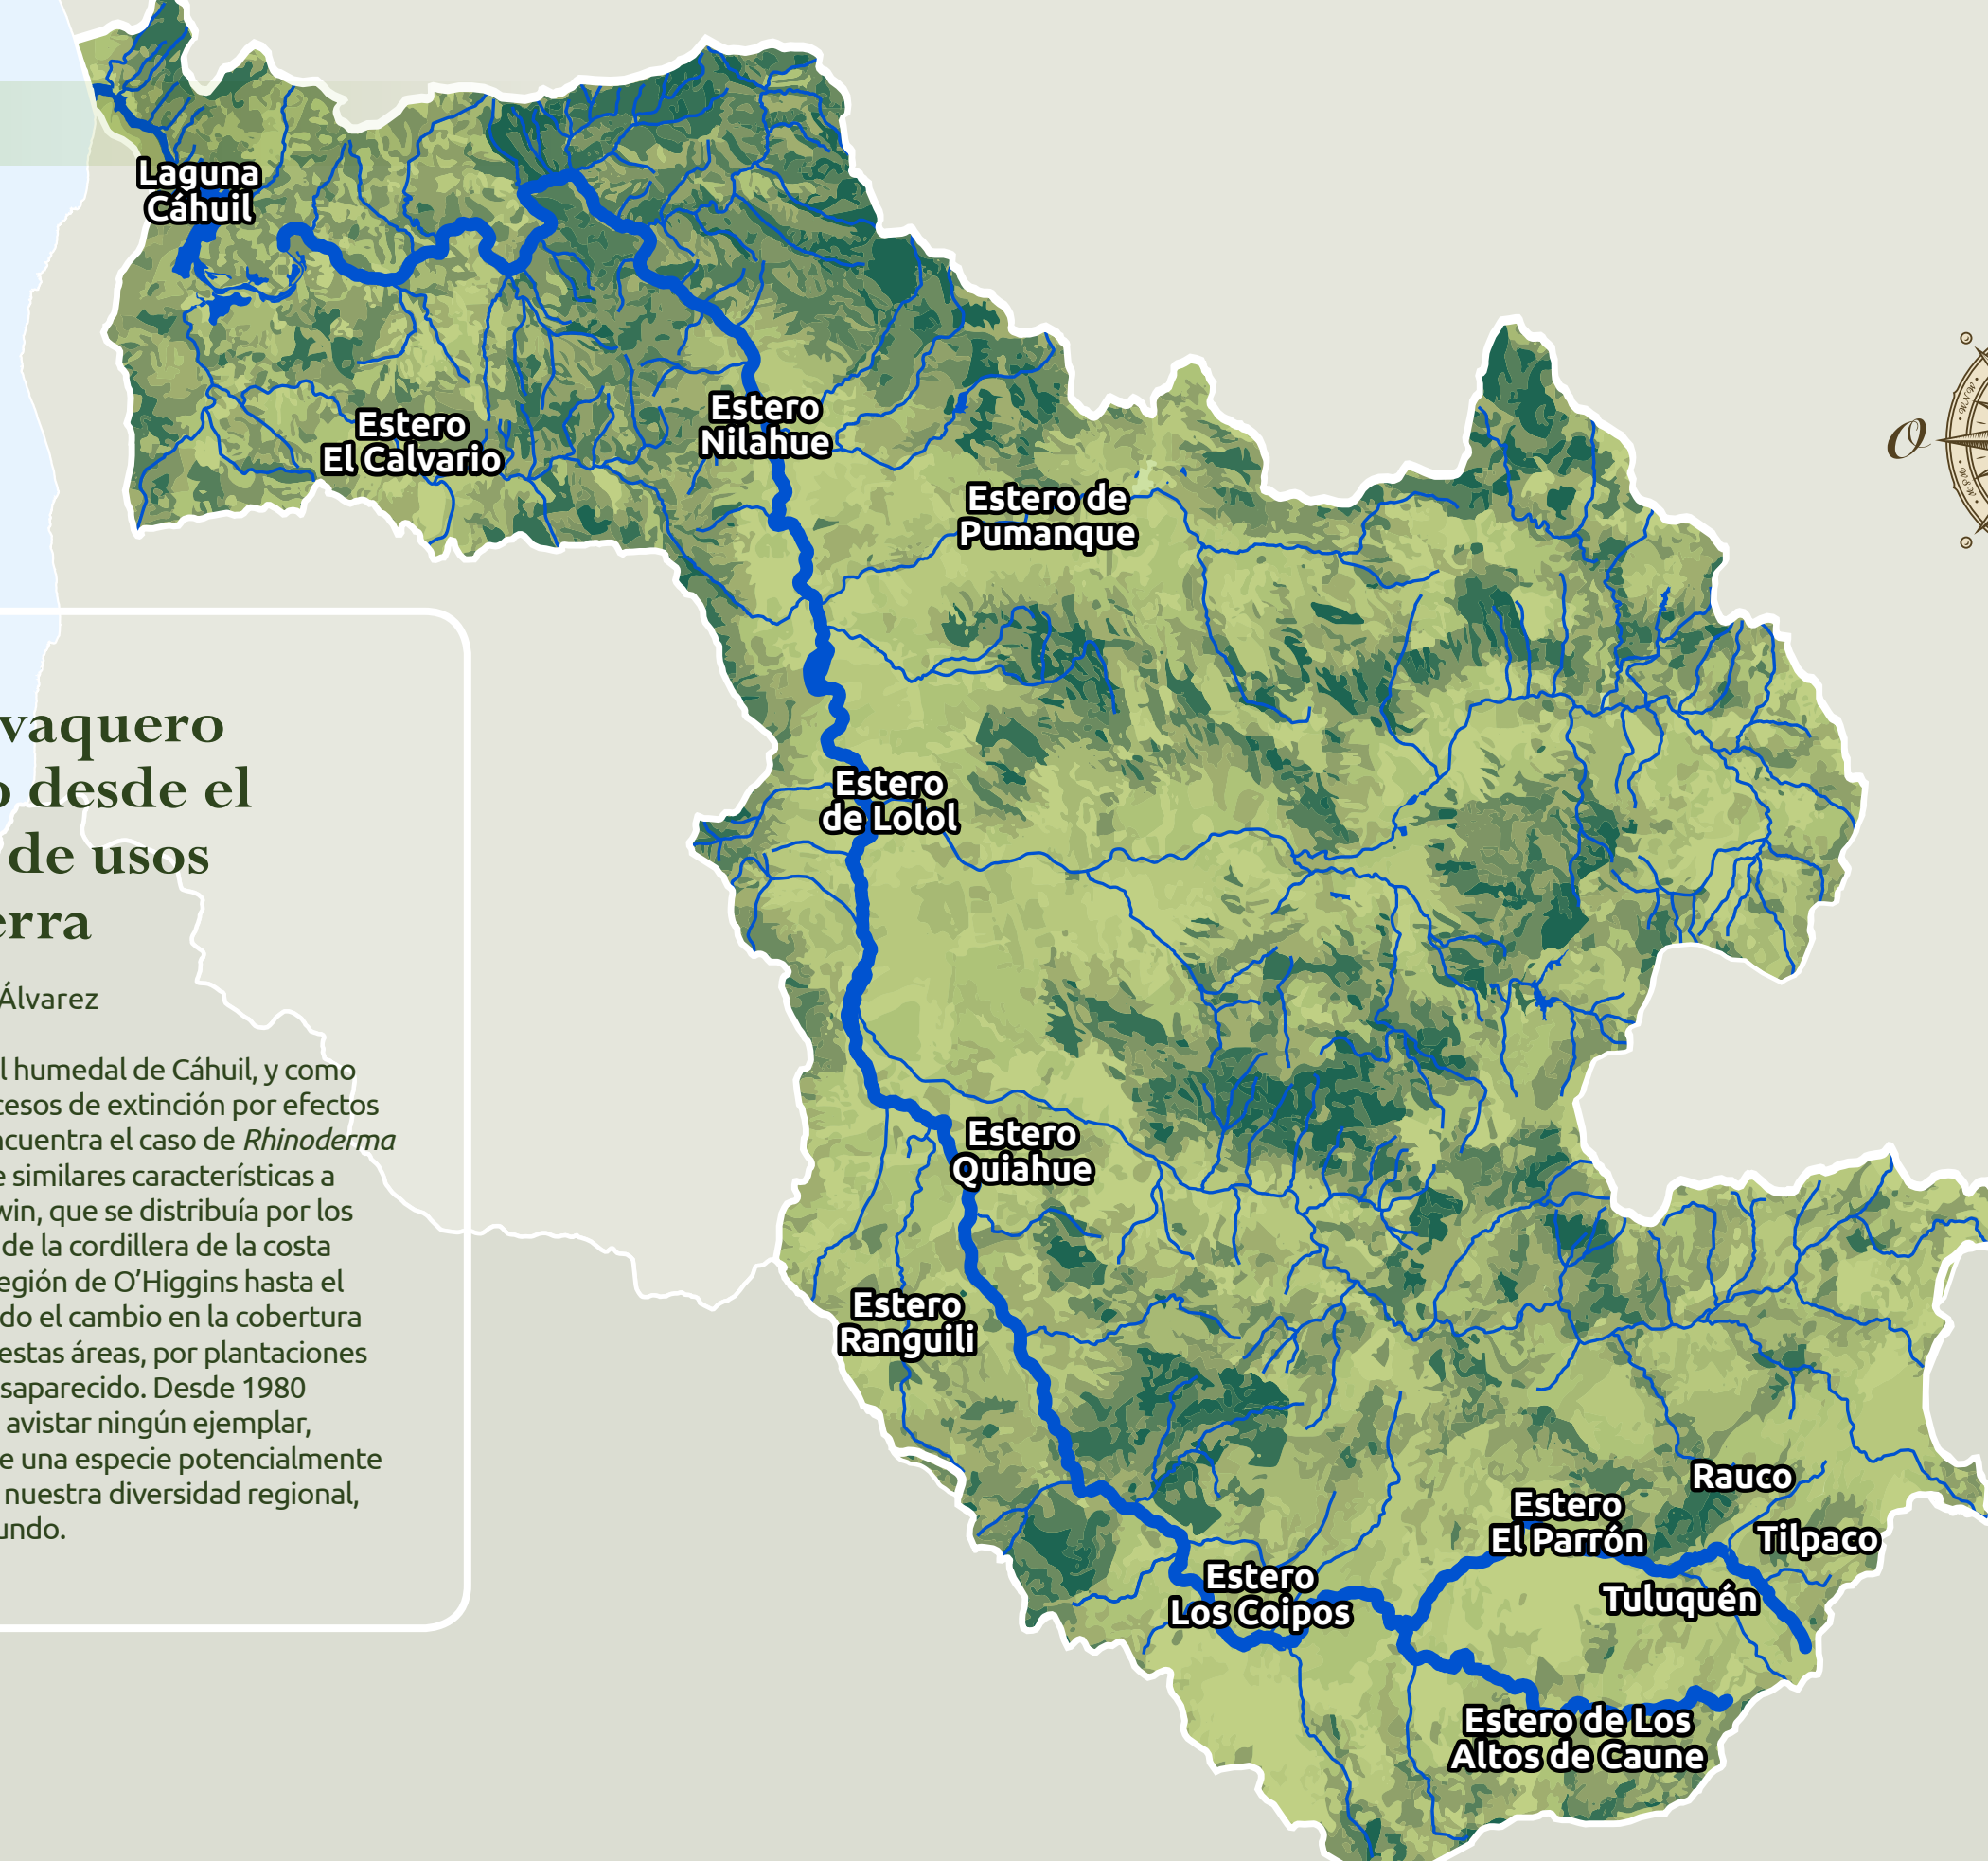 Laguna
Cáhuil
Estero
El Calvario
Estero
Nilahue
Estero de
Pumanque
O
Estero
de Lolol
Estero
Quiahue
Estero
Ranguili
Rauco
Estero
El Parrón
Tilpaco
Tuluquén
Estero
Los Coipos
Estero de Los
Altos de Caune
vaquero
desde el
de usos
erra
Álvarez
l humedal de Cáhuil, y como
cesos de extinción por efectos
ncuentra el caso de Rhinoderma
e similares características a
win, que se distribuía por los
de la cordillera de la costa
egión de O’Higgins hasta el
do el cambio en la cobertura
estas áreas, por plantaciones
saparecido. Desde 1980
avistar ningún ejemplar,
e una especie potencialmente
nuestra diversidad regional,
undo.